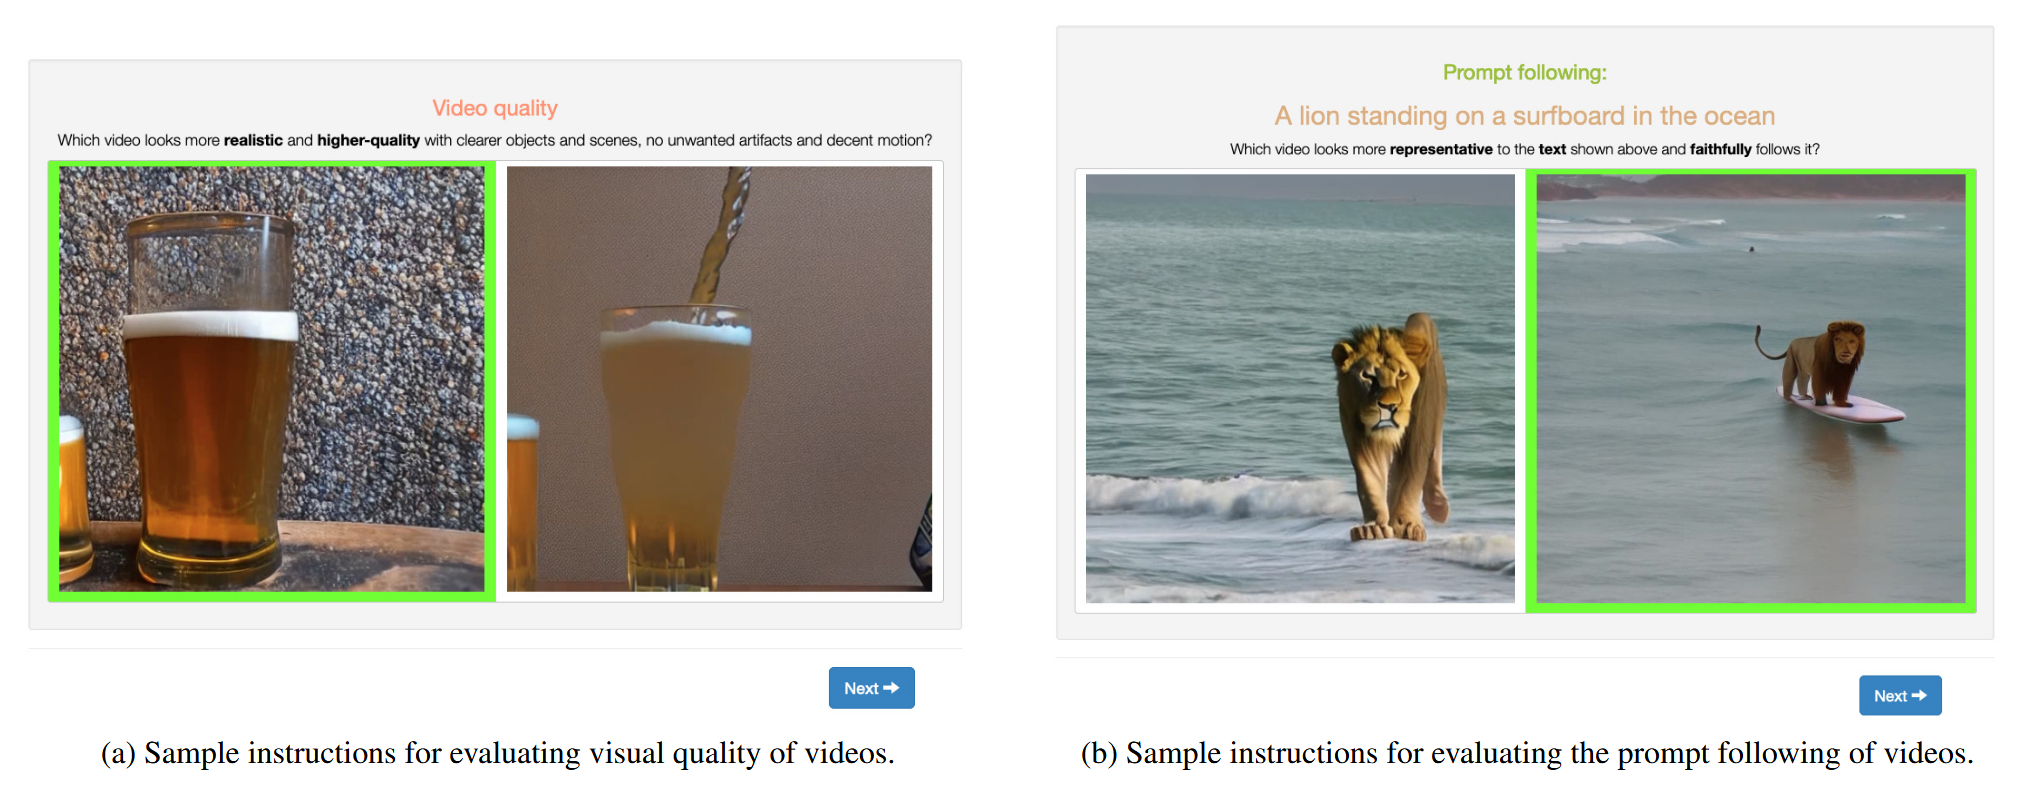 Video quality
Which video looks more realistic and higher-quality with clearer objects and scenes, no unwanted artifacts and decent motion?
Next
(a) Sample instructions for evaluating visual quality of videos.
Prompt following:
A lion standing on a surfboard in the ocean
Which video looks more representative to the text shown above and faithfully follows it?
Next
(b) Sample instructions for evaluating the prompt following of videos.